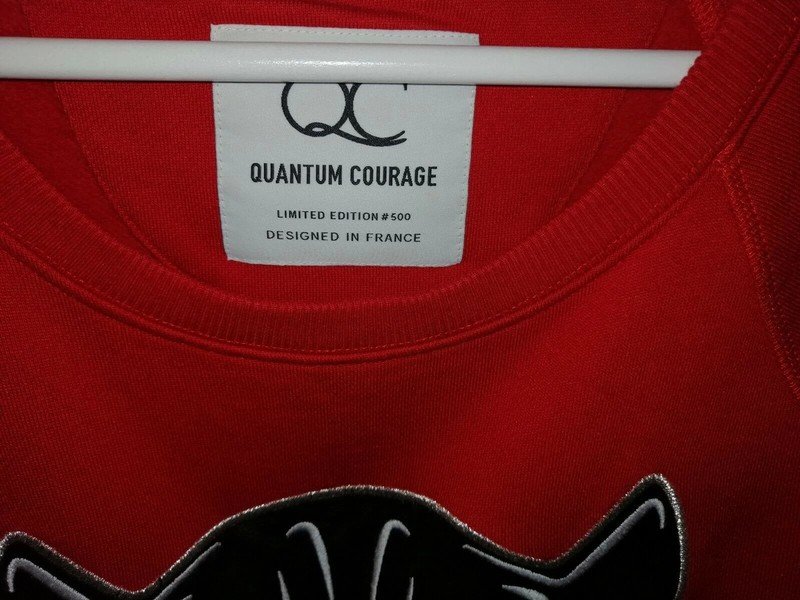 QC
QUANTUM COURAGE
LIMITED EDITION #500
DESIGNED IN FRANCE